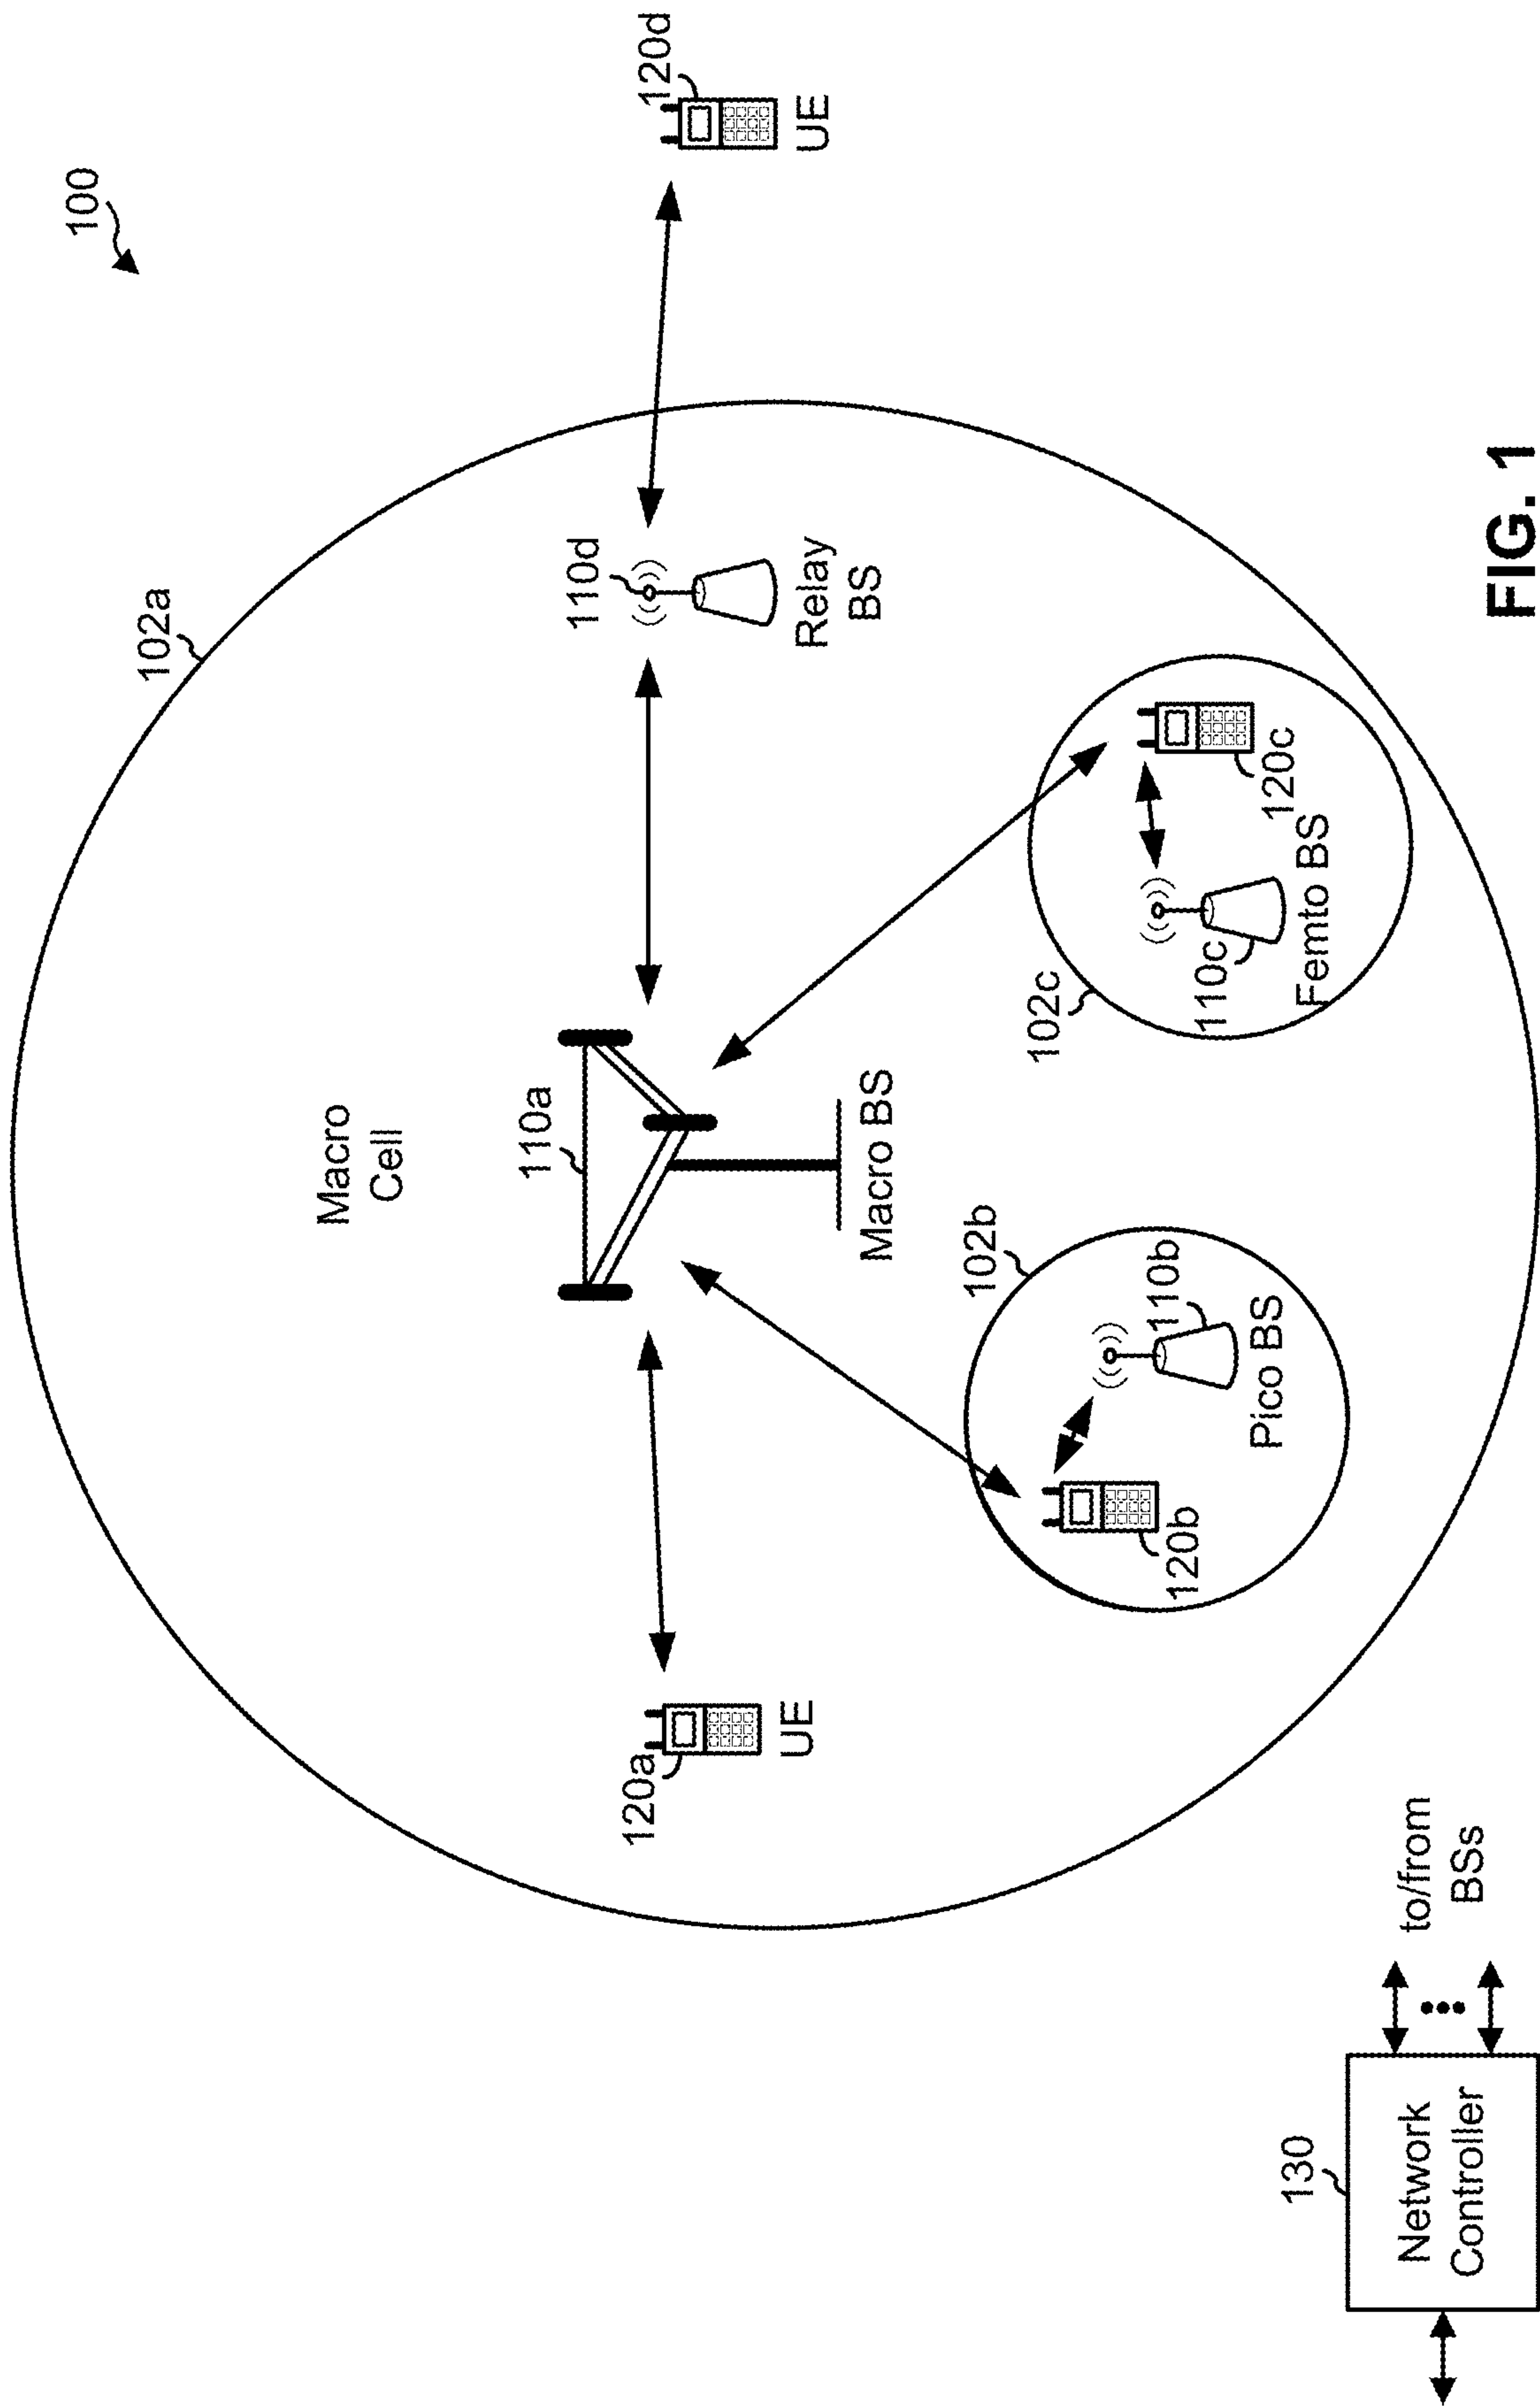 100
102a
Macro
Cell
110a
110d
120d
120a
UE
Macro BS
Relay
BS
UE
102b
102c
120b
110b
Pico BS
110c
120c
Femto BS
130
Network
Controller
to/from
BSs
FIG. 1